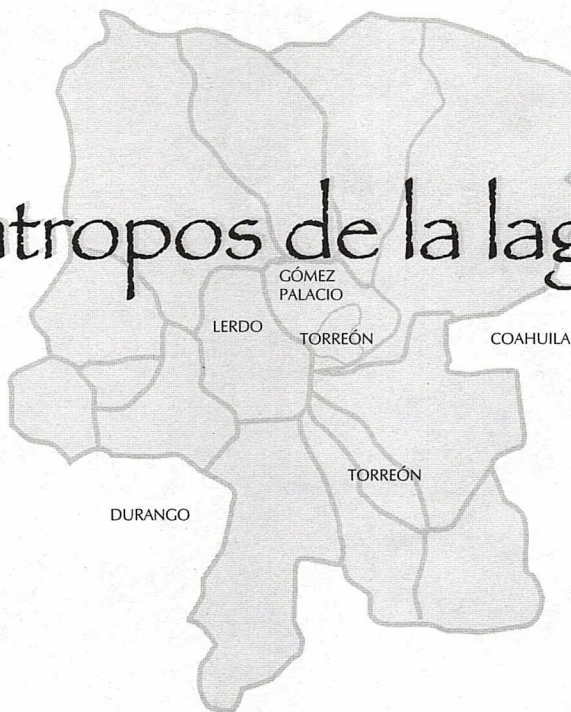 tropos de la lag
GÓMEZ
PALACIO
LERDO
TORREÓN
COAHUILA
TORREÓN
DURANGO